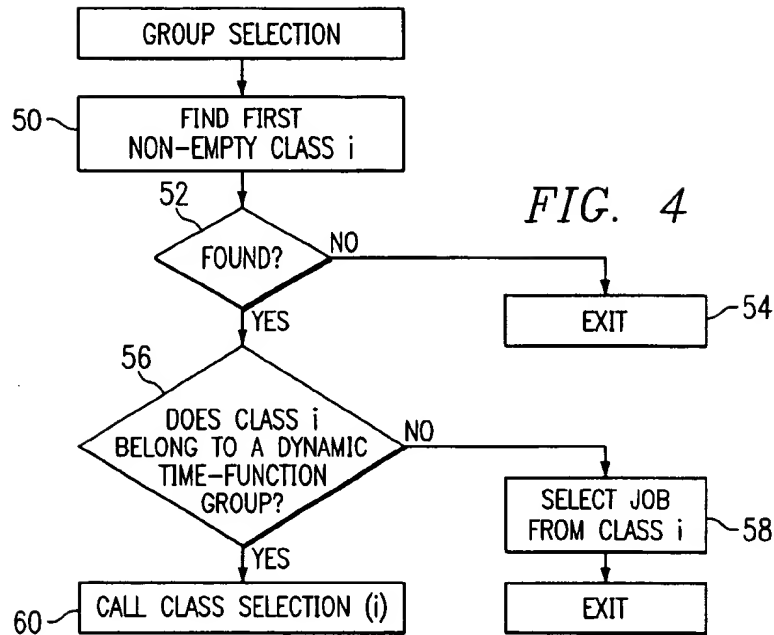 GROUP SELECTION
50
FIND FIRST
NON-EMPTY CLASS i
52
FIG. 4
FOUND?
NO
YES
EXIT
54
56
DOES CLASS i
BELONG TO A DYNAMIC
TIME-FUNCTION
GROUP?
NO
YES
SELECT JOB
FROM CLASS i
58
60
CALL CLASS SELECTION (i)
EXIT